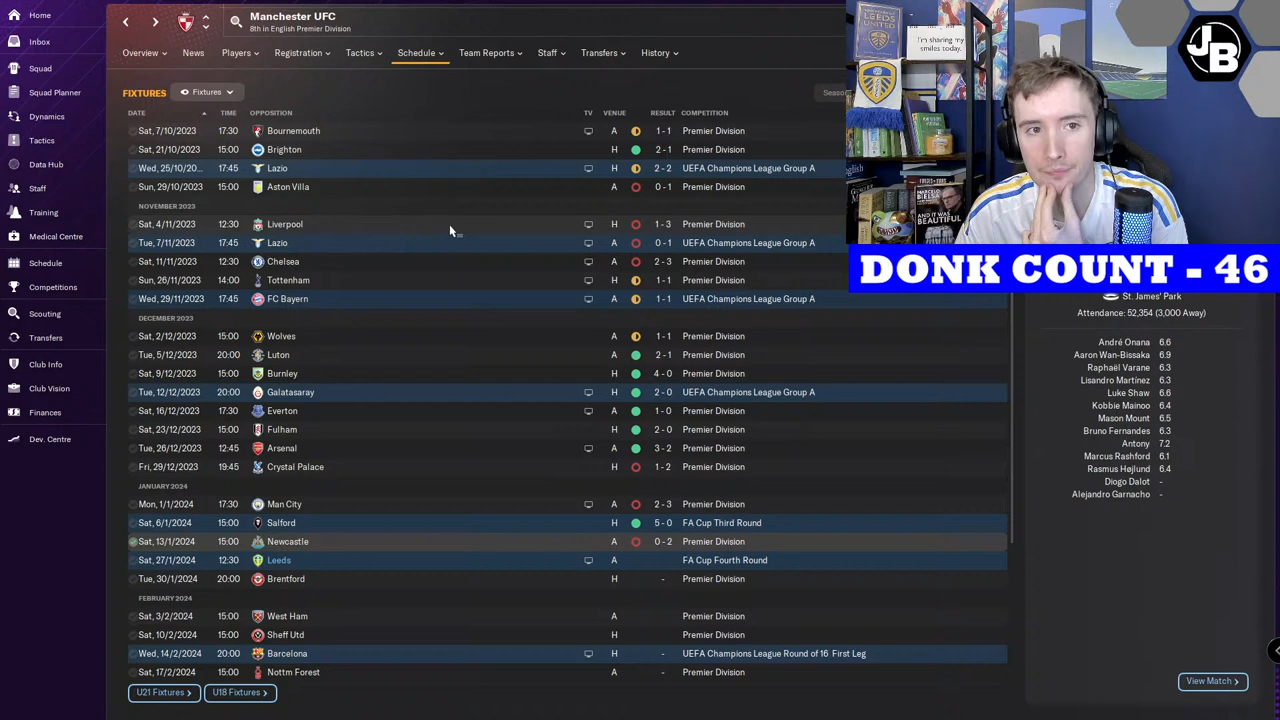 Home
Inbox
Squad
Squad Planner
Dynamics
Tactics
Data Hub
Staff
Training
Medical Centre
Schedule
Competitions
Scouting
Transfers
Club Info
Club Vision
Finances
Dev. Centre
Manchester UFC
8th in English Premier Division
Overview News Players Registration Tactics Schedule Team Reports Staff Transfers History
FIXTURES Fixtures
DATE TIME OPPOSITION TV VENUE RESULT COMPETITION
Sat, 7/10/2023 17:30 Bournemouth A 1-1 Premier Division
Sat, 21/10/2023 15:00 Brighton H 2-1 Premier Division
Wed, 25/10/20... 17:45 Lazio H 2-2 UEFA Champions League Group A
Sun, 29/10/2023 15:00 Aston Villa A 0-1 Premier Division
NOVEMBER 2023
Sat, 4/11/2023 12:30 Liverpool H 1-3 Premier Division
Tue, 7/11/2023 17:45 Lazio A 0-1 UEFA Champions League Group A
Sat, 11/11/2023 12:30 Chelsea A 2-3 Premier Division
Sun, 26/11/2023 14:00 Tottenham H 1-1 Premier Division
Wed, 29/11/2023 17:45 FC Bayern A 1-1 UEFA Champions League Group A
DECEMBER 2023
Sat, 2/12/2023 15:00 Wolves A 1-1 Premier Division
Tue, 5/12/2023 20:00 Luton A 2-1 Premier Division
Sat, 9/12/2023 15:00 Burnley H 4-0 Premier Division
Tue, 12/12/2023 20:00 Galatasaray H 2-0 UEFA Champions League Group A
Sat, 16/12/2023 17:30 Everton A 1-0 Premier Division
Sat, 23/12/2023 15:00 Fulham H 2-0 Premier Division
Tue, 26/12/2023 12:45 Arsenal A 3-2 Premier Division
Fri, 29/12/2023 19:45 Crystal Palace H 1-2 Premier Division
JANUARY 2024
Mon, 1/1/2024 17:30 Man City A 2-3 Premier Division
Sat, 6/1/2024 15:00 Salford H 5-0 FA Cup Third Round
Sat, 13/1/2024 15:00 Newcastle A 0-2 Premier Division
Sat, 27/1/2024 12:30 Leeds A FA Cup Fourth Round
Tue, 30/1/2024 20:00 Brentford H - Premier Division
FEBRUARY 2024
Sat, 3/2/2024 15:00 West Ham A Premier Division
Sat, 10/2/2024 15:00 Sheff Utd H Premier Division
Wed, 14/2/2024 20:00 Barcelona H - UEFA Champions League Round of 16 First Leg
Sat, 17/2/2024 15:00 Nottm Forest A - Premier Division
U21 Fixtures U18 Fixtures
LEEDS UNITED
I'm sharing my
smiles today.
JB
AND IT WAS
BEAUTIFUL
DONK COUNT - 46
St. James' Park
Attendance: 52,354 (3,000 Away)
André Onana 6.6
Aaron Wan-Bissaka 6.9
Raphaël Varane 6.3
Lisandro Martínez 6.3
Luke Shaw 6.6
Kobbie Mainoo 6.4
Mason Mount 6.5
Bruno Fernandes 6.3
Antony 7.2
Marcus Rashford 6.1
Rasmus Højlund 6.4
Diogo Dalot -
Alejandro Garnacho -
View Match